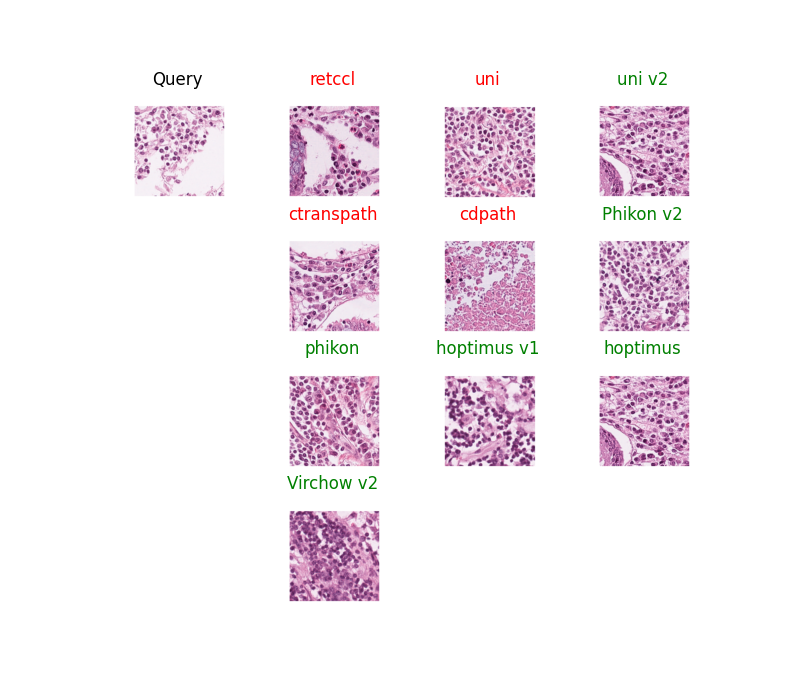 Query
retccl
uni
uni v2
ctranspath
cdpath
Phikon v2
phikon
hoptimus v1
hoptimus
Virchow v2